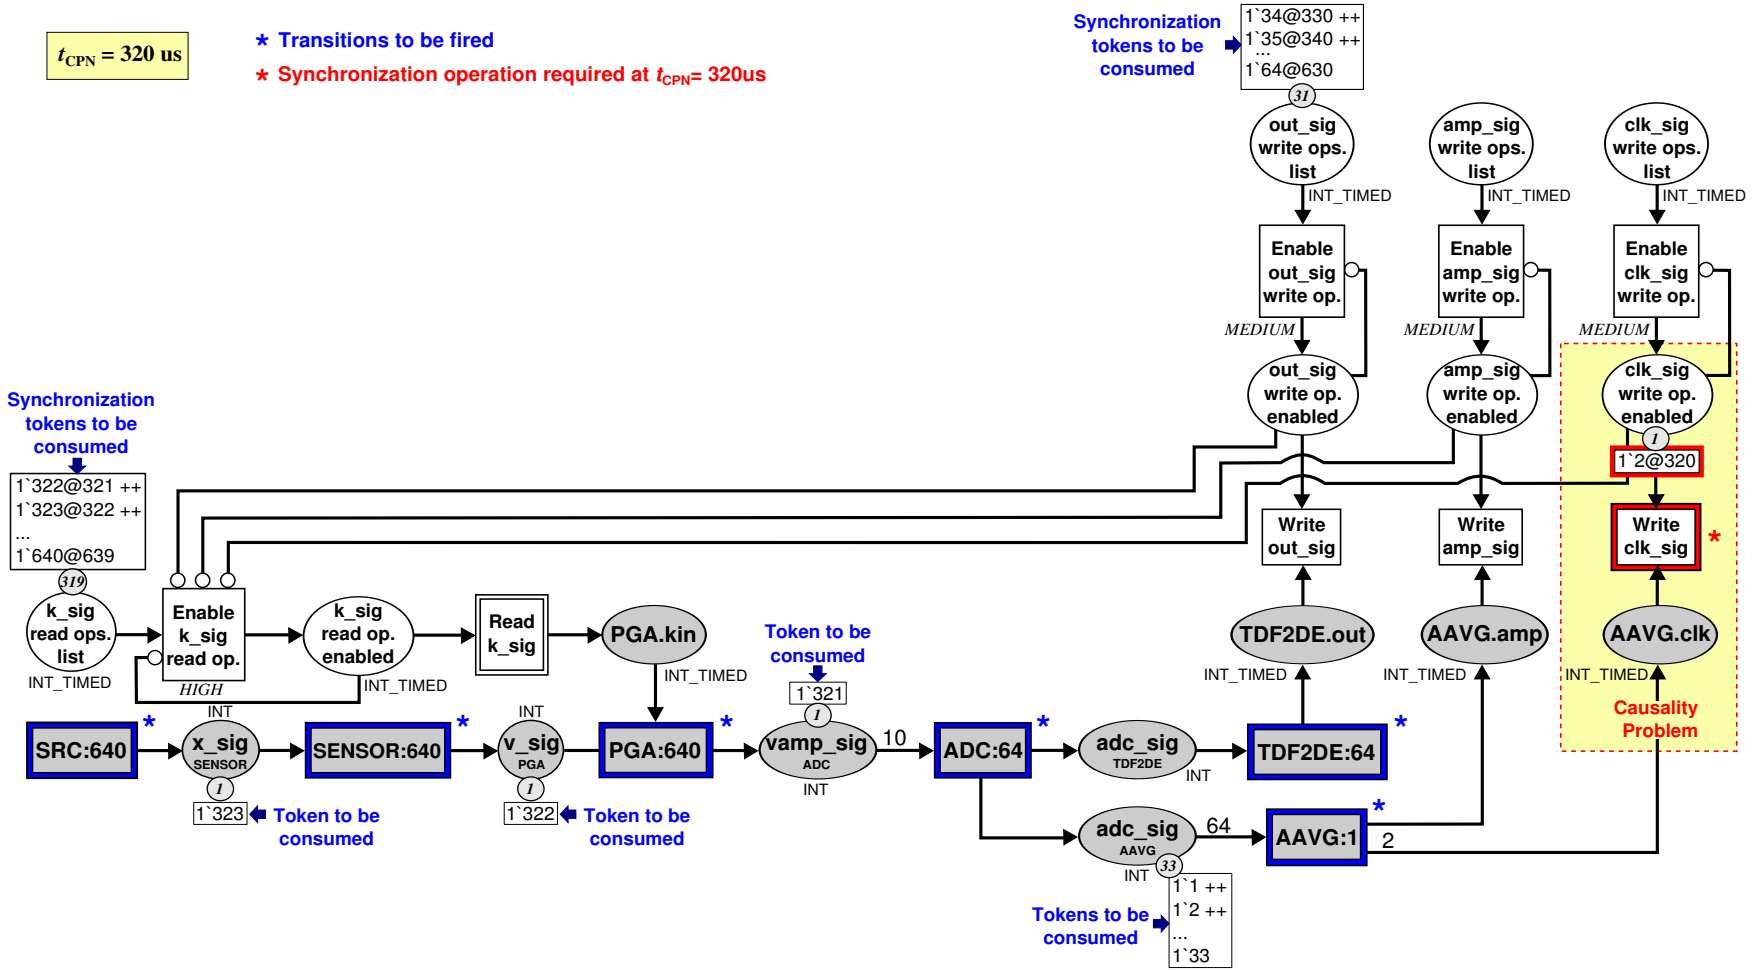 t_CPN = 320 us
* Transitions to be fired
* Synchronization operation required at t_CPN= 320us
Synchronization
tokens to be
consumed
1`34@330 ++
1`35@340 ++
...
1`64@630
31
out_sig
write ops.
list
INT_TIMED
amp_sig
write ops.
list
INT_TIMED
clk_sig
write ops.
list
INT_TIMED
Enable
out_sig
write op.
MEDIUM
Enable
amp_sig
write op.
MEDIUM
Enable
clk_sig
write op.
MEDIUM
out_sig
write op.
enabled
amp_sig
write op.
enabled
clk_sig
write op.
enabled
1
1`2@320
Synchronization
tokens to be
consumed
1`322@321 ++
1`323@322 ++
...
1`640@639
319
k_sig
read ops.
list
INT_TIMED
Enable
k_sig
read op.
HIGH
k_sig
read op.
enabled
INT_TIMED
Read
k_sig
PGA.kin
INT_TIMED
Write
out_sig
Write
amp_sig
Write
clk_sig
*
TDF2DE.out
INT_TIMED
AAVG.amp
INT_TIMED
AAVG.clk
INT_TIMED
Causality
Problem
Token to be
consumed
1`321
1
SRC:640
*
INT
x_sig
SENSOR
1
1`323
Token to be
consumed
SENSOR:640
*
INT
v_sig
PGA
1
1`322
Token to be
consumed
PGA:640
*
vamp_sig
ADC
INT
10
ADC:64
*
adc_sig
TDF2DE
INT
TDF2DE:64
*
adc_sig
AAVG
INT
33
64
AAVG:1
*
2
Tokens to be
consumed
1`1 ++
1`2 ++
...
1`33